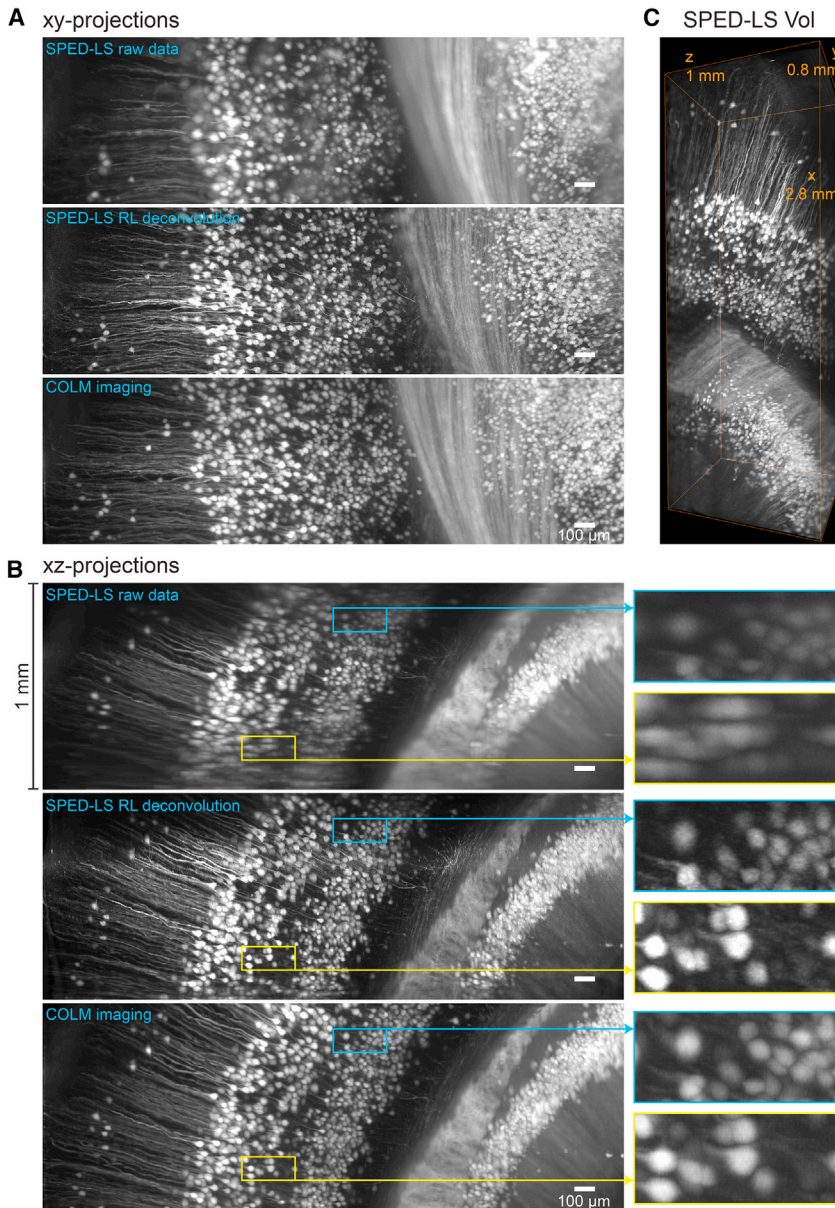 A xy-projections
SPED-LS raw data
SPED-LS RL deconvolution
COLM imaging
100 µm
C SPED-LS Vol
z
1 mm
y
0.8 mm
x
2.8 mm
B xz-projections
SPED-LS raw data
1 mm
SPED-LS RL deconvolution
COLM imaging
100 µm